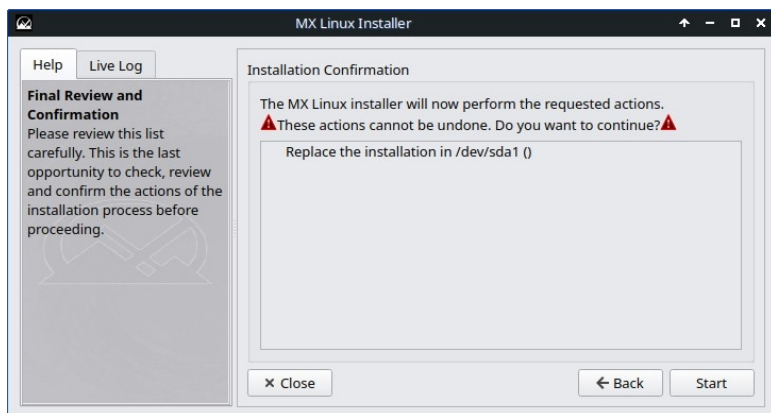 MX Linux Installer
Help
Live Log
Final Review and
Confirmation
Please review this list
carefully. This is the last
opportunity to check, review
and confirm the actions of the
installation process before
proceeding.
Installation Confirmation
The MX Linux installer will now perform the requested actions.
These actions cannot be undone. Do you want to continue?
Replace the installation in /dev/sda1 ()
Close
Back
Start